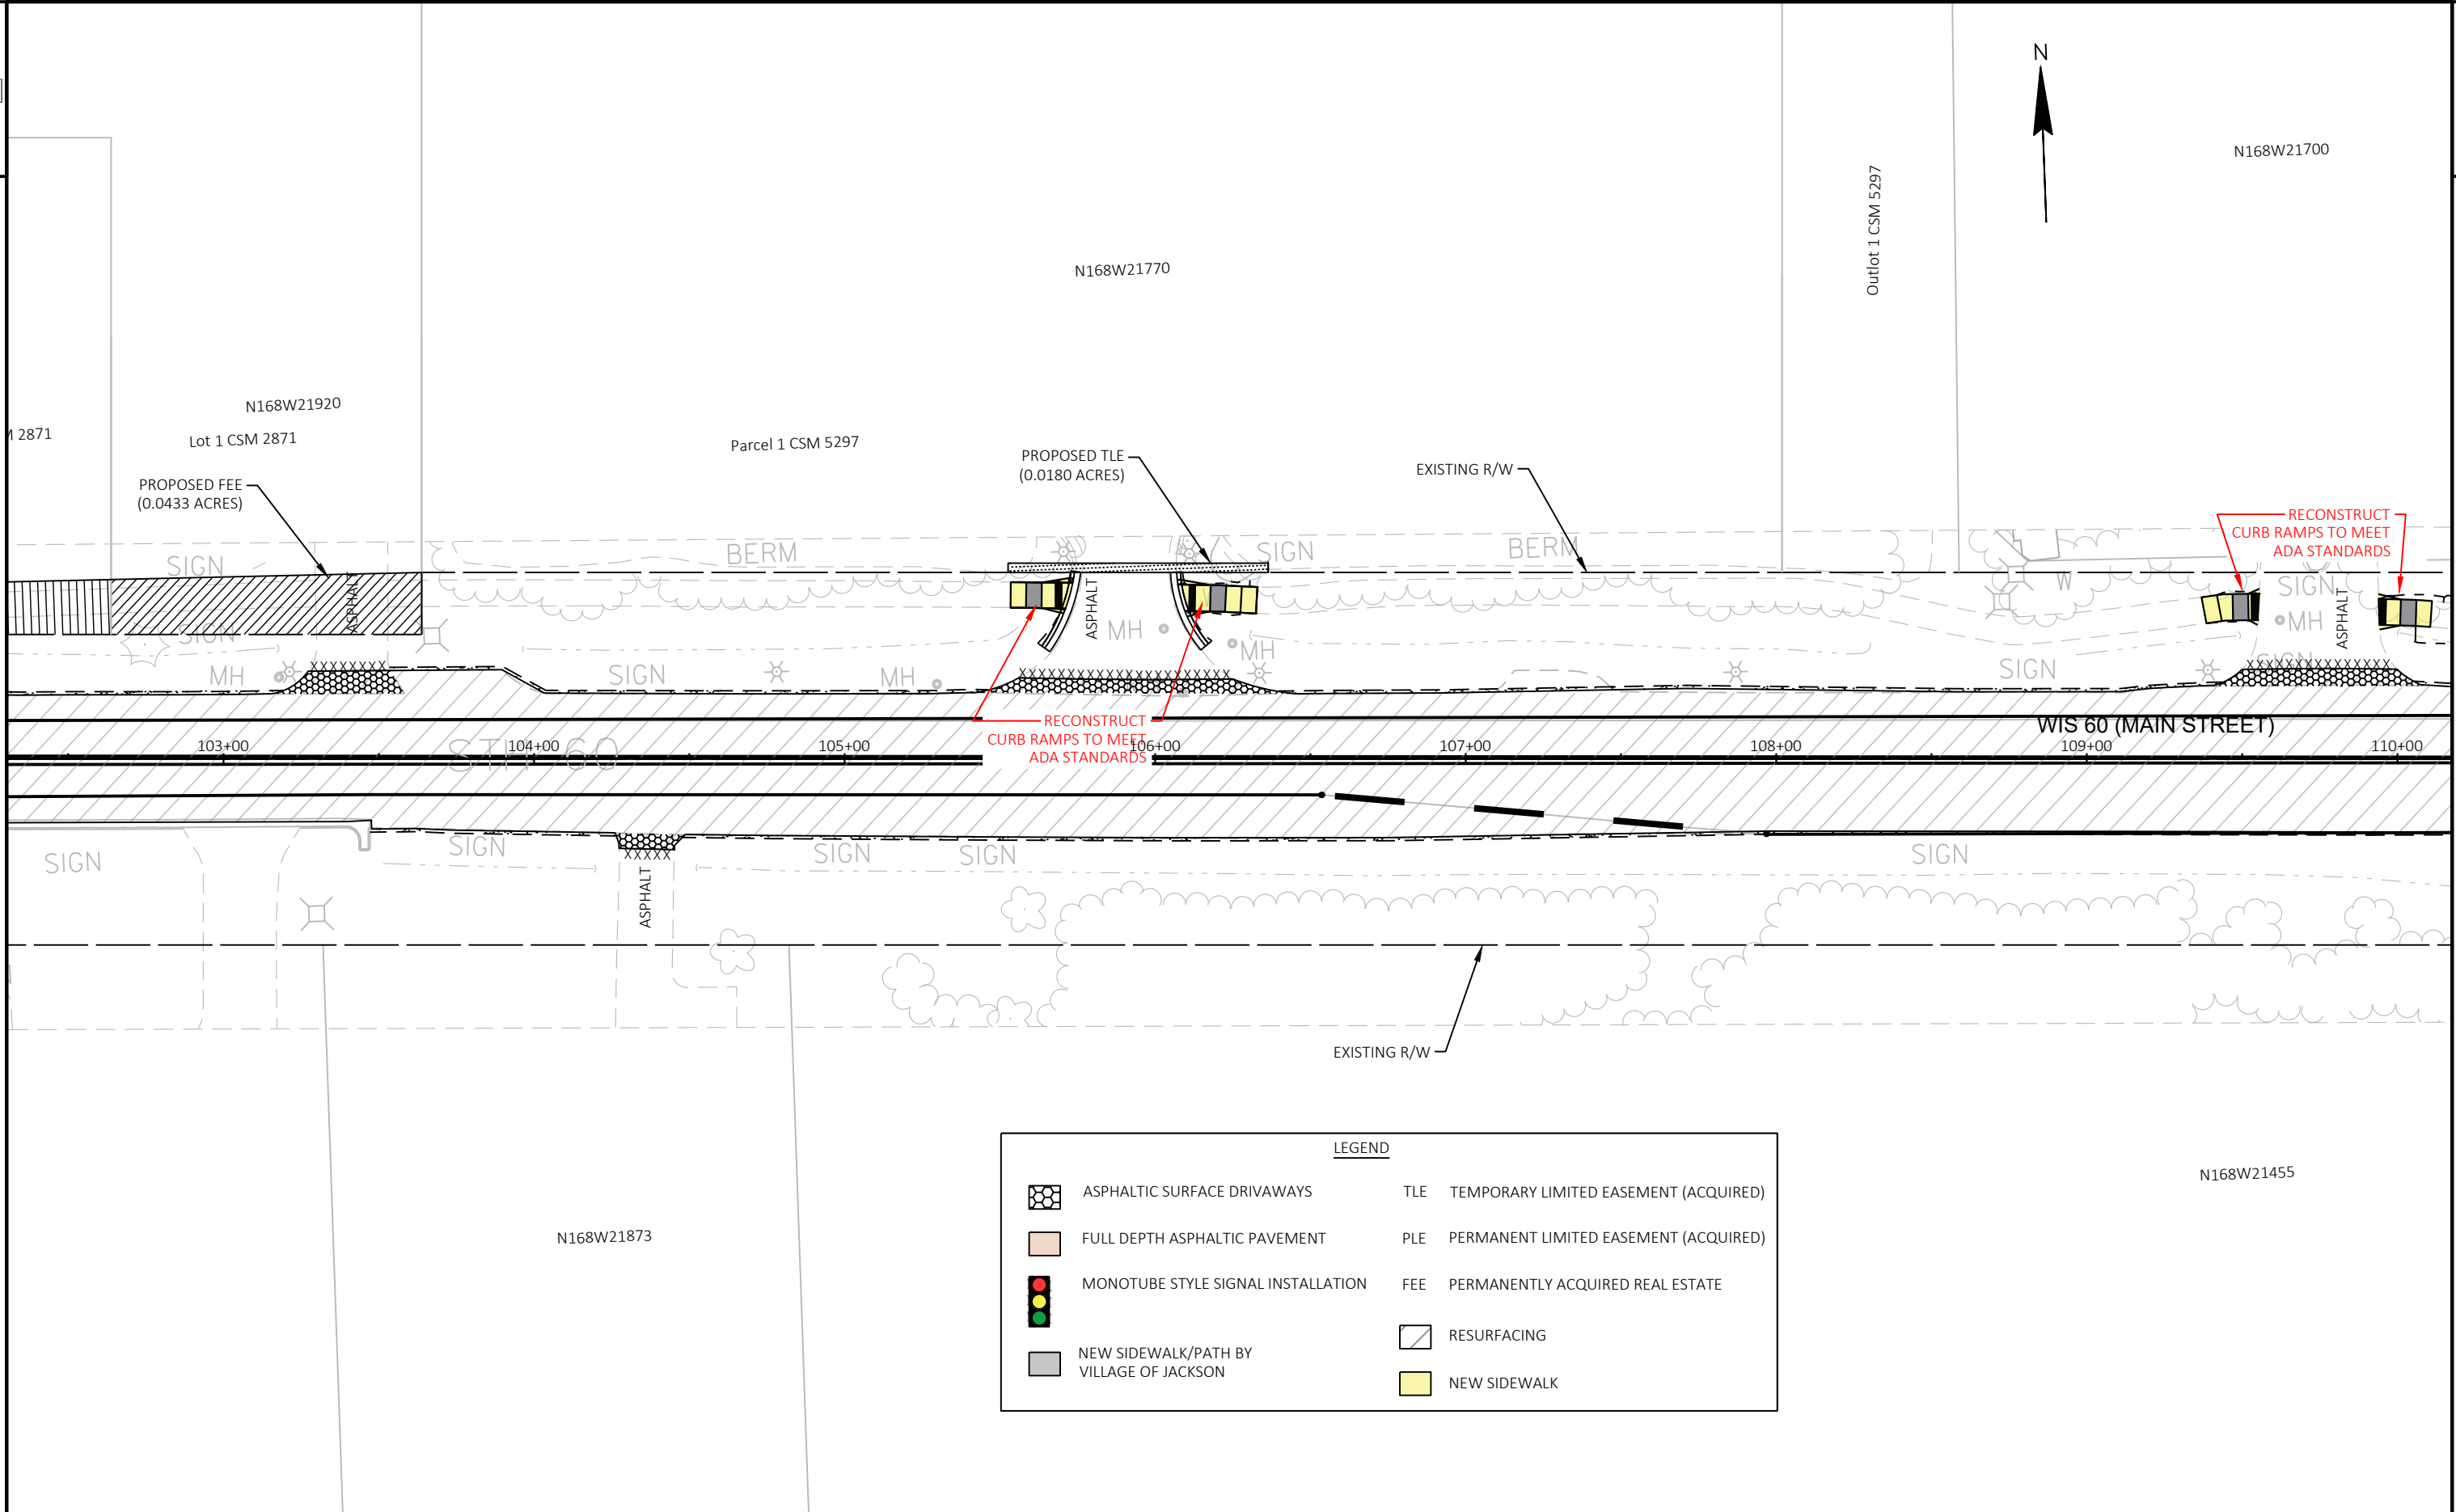 N
N168W21700
Outlot 1 CSM 5297
N168W21770
N168W21920
2871
Lot 1 CSM 2871
Parcel 1 CSM 5297
PROPOSED FEE
(0.0433 ACRES)
PROPOSED TLE
(0.0180 ACRES)
EXISTING R/W
RECONSTRUCT
CURB RAMPS TO MEET
ADA STANDARDS
SIGN
BERM
SIGN
BERM
W
SIGN
ASPHALT
ASPHALT
ASPHALT
SIGN
MH
MH
MH
MH
SIGN
MH
SIGN
SIGN
RECONSTRUCT
CURB RAMPS TO MEET
ADA STANDARDS
WIS 60 (MAIN STREET)
STH 60
103+00
104+00
105+00
106+00
107+00
108+00
109+00
110+00
SIGN
SIGN
SIGN
SIGN
SIGN
ASPHALT
EXISTING R/W
N168W21873
N168W21455
LEGEND
ASPHALTIC SURFACE DRIVAWAYS
FULL DEPTH ASPHALTIC PAVEMENT
MONOTUBE STYLE SIGNAL INSTALLATION
NEW SIDEWALK/PATH BY
VILLAGE OF JACKSON
TLE TEMPORARY LIMITED EASEMENT (ACQUIRED)
PLE PERMANENT LIMITED EASEMENT (ACQUIRED)
FEE PERMANENTLY ACQUIRED REAL ESTATE
RESURFACING
NEW SIDEWALK